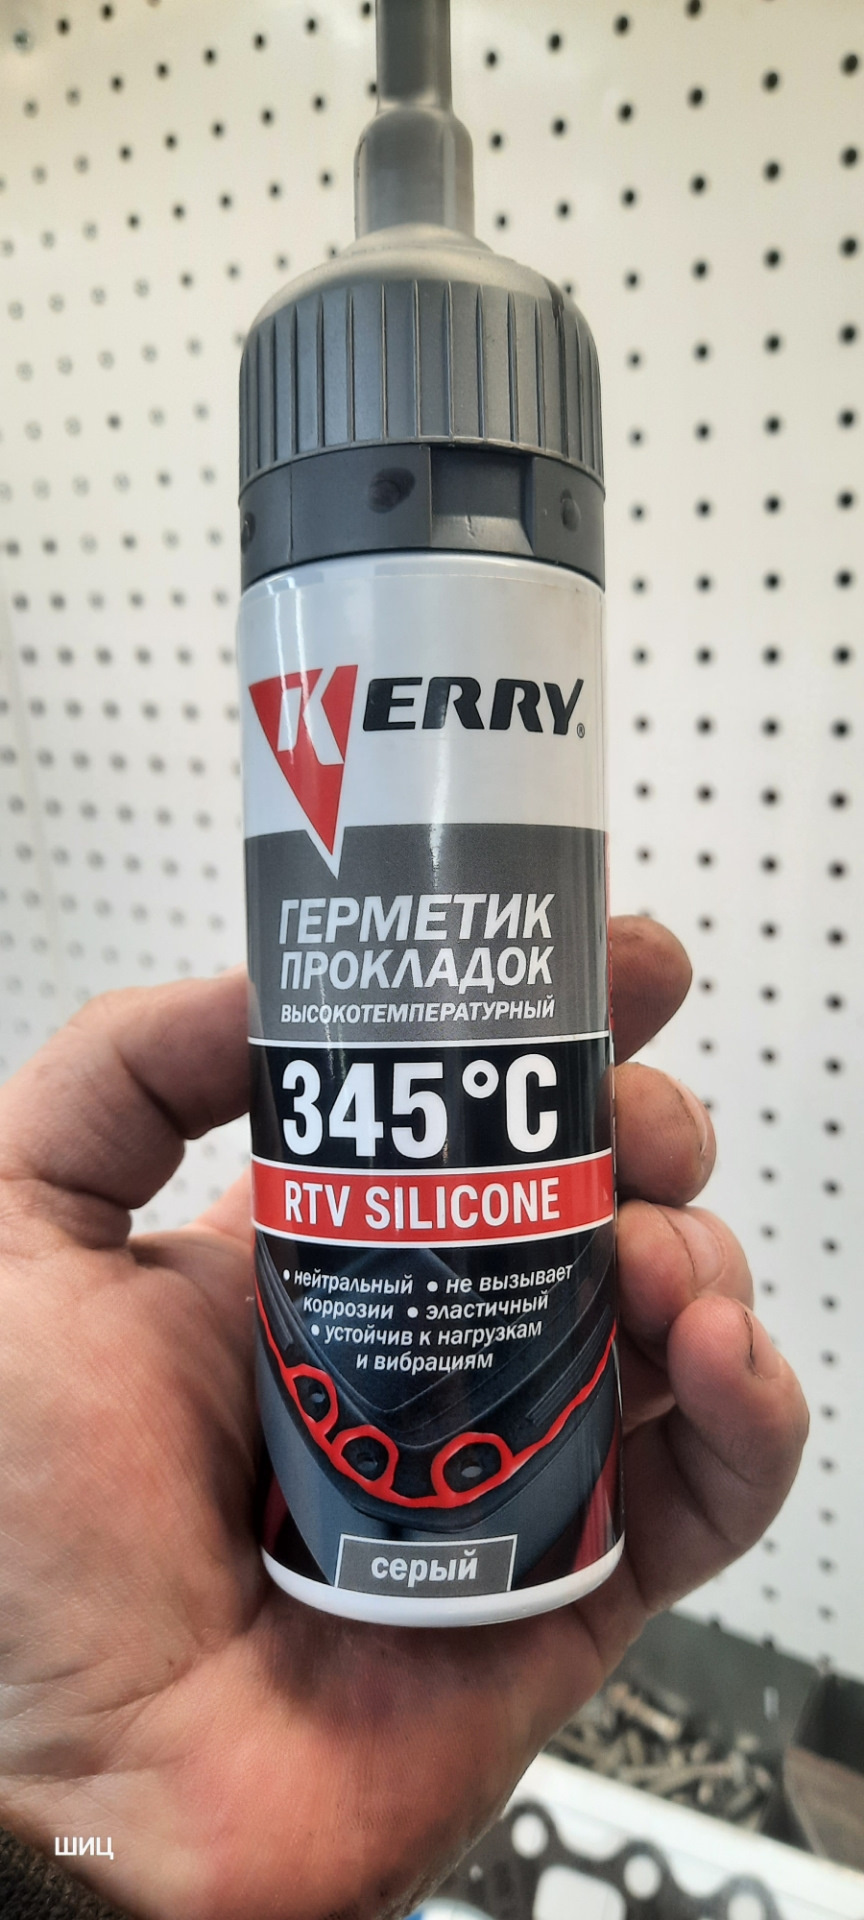 KERRY®
ГЕРМЕТИК
ПРОКЛАДОК
ВЫСОКОТЕМПЕРАТУРНЫЙ
345°C
RTV SILICONE
• нейтральный • не вызывает
коррозии • эластичный
• устойчив к нагрузкам
и вибрациям
серый
ШИЦ